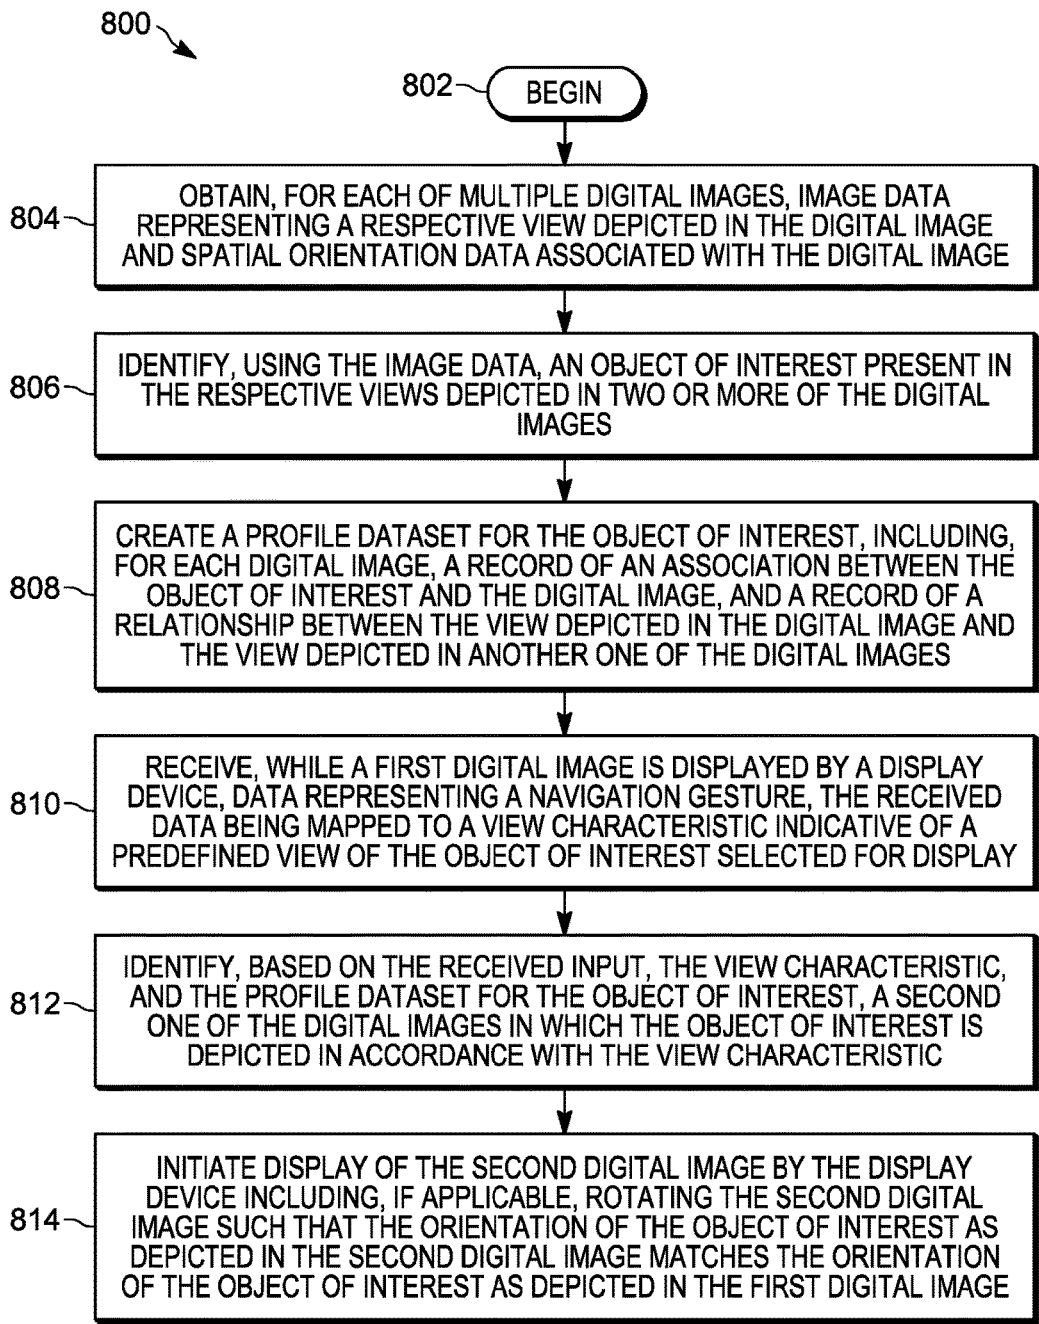 800
802
BEGIN
804
OBTAIN, FOR EACH OF MULTIPLE DIGITAL IMAGES, IMAGE DATA
REPRESENTING A RESPECTIVE VIEW DEPICTED IN THE DIGITAL IMAGE
AND SPATIAL ORIENTATION DATA ASSOCIATED WITH THE DIGITAL IMAGE
806
IDENTIFY, USING THE IMAGE DATA, AN OBJECT OF INTEREST PRESENT IN
THE RESPECTIVE VIEWS DEPICTED IN TWO OR MORE OF THE DIGITAL
IMAGES
808
CREATE A PROFILE DATASET FOR THE OBJECT OF INTEREST, INCLUDING,
FOR EACH DIGITAL IMAGE, A RECORD OF AN ASSOCIATION BETWEEN THE
OBJECT OF INTEREST AND THE DIGITAL IMAGE, AND A RECORD OF A
RELATIONSHIP BETWEEN THE VIEW DEPICTED IN THE DIGITAL IMAGE AND
THE VIEW DEPICTED IN ANOTHER ONE OF THE DIGITAL IMAGES
810
RECEIVE, WHILE A FIRST DIGITAL IMAGE IS DISPLAYED BY A DISPLAY
DEVICE, DATA REPRESENTING A NAVIGATION GESTURE, THE RECEIVED
DATA BEING MAPPED TO A VIEW CHARACTERISTIC INDICATIVE OF A
PREDEFINED VIEW OF THE OBJECT OF INTEREST SELECTED FOR DISPLAY
812
IDENTIFY, BASED ON THE RECEIVED INPUT, THE VIEW CHARACTERISTIC,
AND THE PROFILE DATASET FOR THE OBJECT OF INTEREST, A SECOND
ONE OF THE DIGITAL IMAGES IN WHICH THE OBJECT OF INTEREST IS
DEPICTED IN ACCORDANCE WITH THE VIEW CHARACTERISTIC
814
INITIATE DISPLAY OF THE SECOND DIGITAL IMAGE BY THE DISPLAY
DEVICE INCLUDING, IF APPLICABLE, ROTATING THE SECOND DIGITAL
IMAGE SUCH THAT THE ORIENTATION OF THE OBJECT OF INTEREST AS
DEPICTED IN THE SECOND DIGITAL IMAGE MATCHES THE ORIENTATION
OF THE OBJECT OF INTEREST AS DEPICTED IN THE FIRST DIGITAL IMAGE